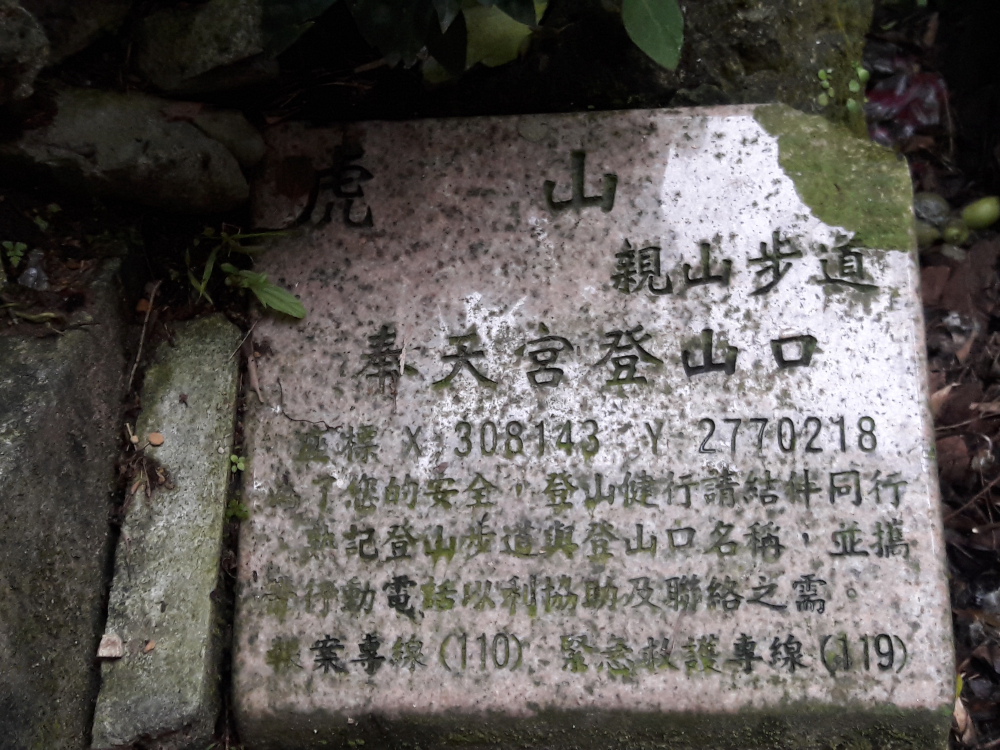 虎山
親山步道
奉天宮登山口
座標 X 308143 Y 2770218
為了您的安全，登山健行請結伴同行
熟記登山步道與登山口名稱，並攜
帶行動電話以利協助及聯絡之需。
報案專線(110) 緊急救護專線(119)